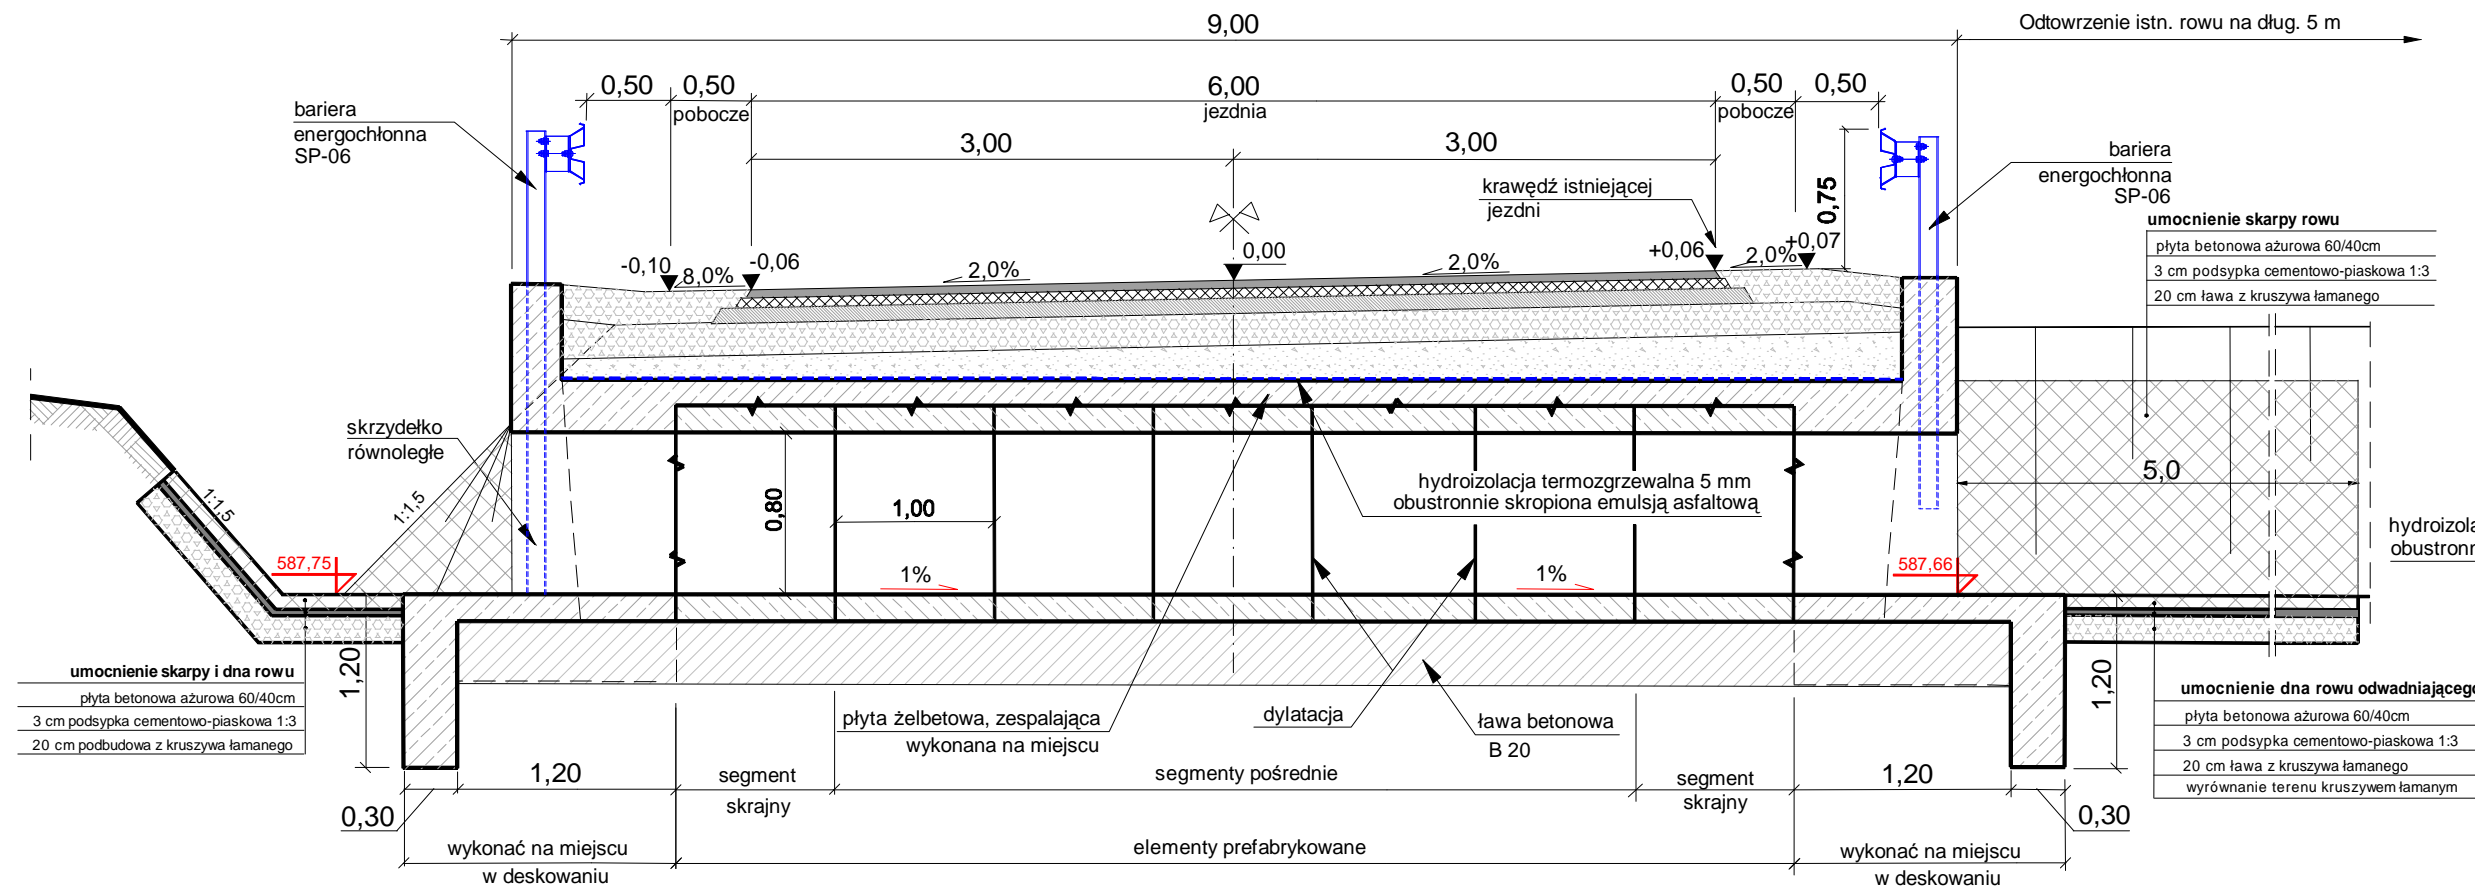 9,00
Odtowrzenie istn. rowu na dług. 5 m
0,50
0,50
6,00
0,50
0,50
pobocze
jezdnia
pobocze
bariera
energochłonna
SP-06
3,00
3,00
bariera
energochłonna
SP-06
krawędź istniejącej
jezdni
0,75
umocnienie skarpy rowu
płyta betonowa ażurowa 60/40cm
3 cm podsypka cementowo-piaskowa 1:3
20 cm ława z kruszywa łamanego
-0,10
8,0%
-0,06
2,0%
0,00
2,0%
+0,06
2,0%
+0,07
skrzydełko
równoległe
1:1,5
1:1,5
0,80
1,00
hydroizolacja termozgrzewalna 5 mm
obustronnie skropiona emulsją asfaltową
5,0
hydroizola
obustronn
587,75
1%
1%
587,66
umocnienie skarpy i dna rowu
płyta betonowa ażurowa 60/40cm
3 cm podsypka cementowo-piaskowa 1:3
20 cm podbudowa z kruszywa łamanego
1,20
1,20
umocnienie dna rowu odwadniającego
płyta betonowa ażurowa 60/40cm
3 cm podsypka cementowo-piaskowa 1:3
20 cm ława z kruszywa łamanego
wyrównanie terenu kruszywem łamanym
płyta żelbetowa, zespalająca
wykonana na miejscu
dylatacja
ława betonowa
B 20
1,20
segment
skrajny
segmenty pośrednie
segment
skrajny
1,20
0,30
0,30
wykonać na miejscu
w deskowaniu
elementy prefabrykowane
wykonać na miejscu
w deskowaniu